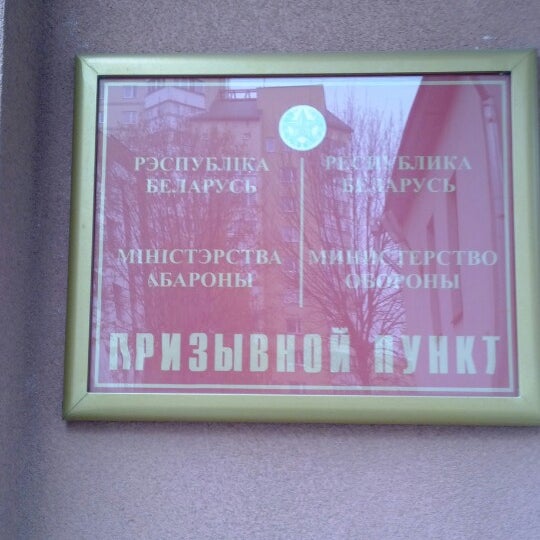 РЭСПУБЛІКА
БЕЛАРУСЬ
МІНІСТЭРСТВА
АБАРОНЫ
РЕСПУБЛИКА
БЕЛАРУСЬ
МИНИСТЕРСТВО
ОБОРОНЫ
ПРИЗЫВНОЙ ПУНКТ